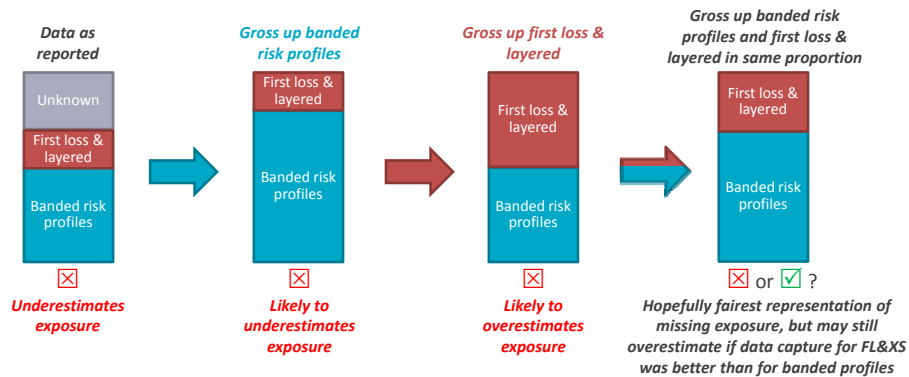 Data as
reported
Unknown
First loss &
layered
Banded risk
profiles
Underestimates
exposure
Gross up banded
risk profiles
First loss &
layered
Banded risk
profiles
Likely to
underestimates
exposure
Gross up first loss &
layered
First loss
& layered
Banded risk
profiles
Likely to
overestimates
exposure
Gross up banded risk
profiles and first loss &
layered in same proportion
First loss &
layered
Banded risk
profiles
or ?
Hopefully fairest representation of
missing exposure, but may still
overestimate if data capture for FL&XS
was better than for banded profiles